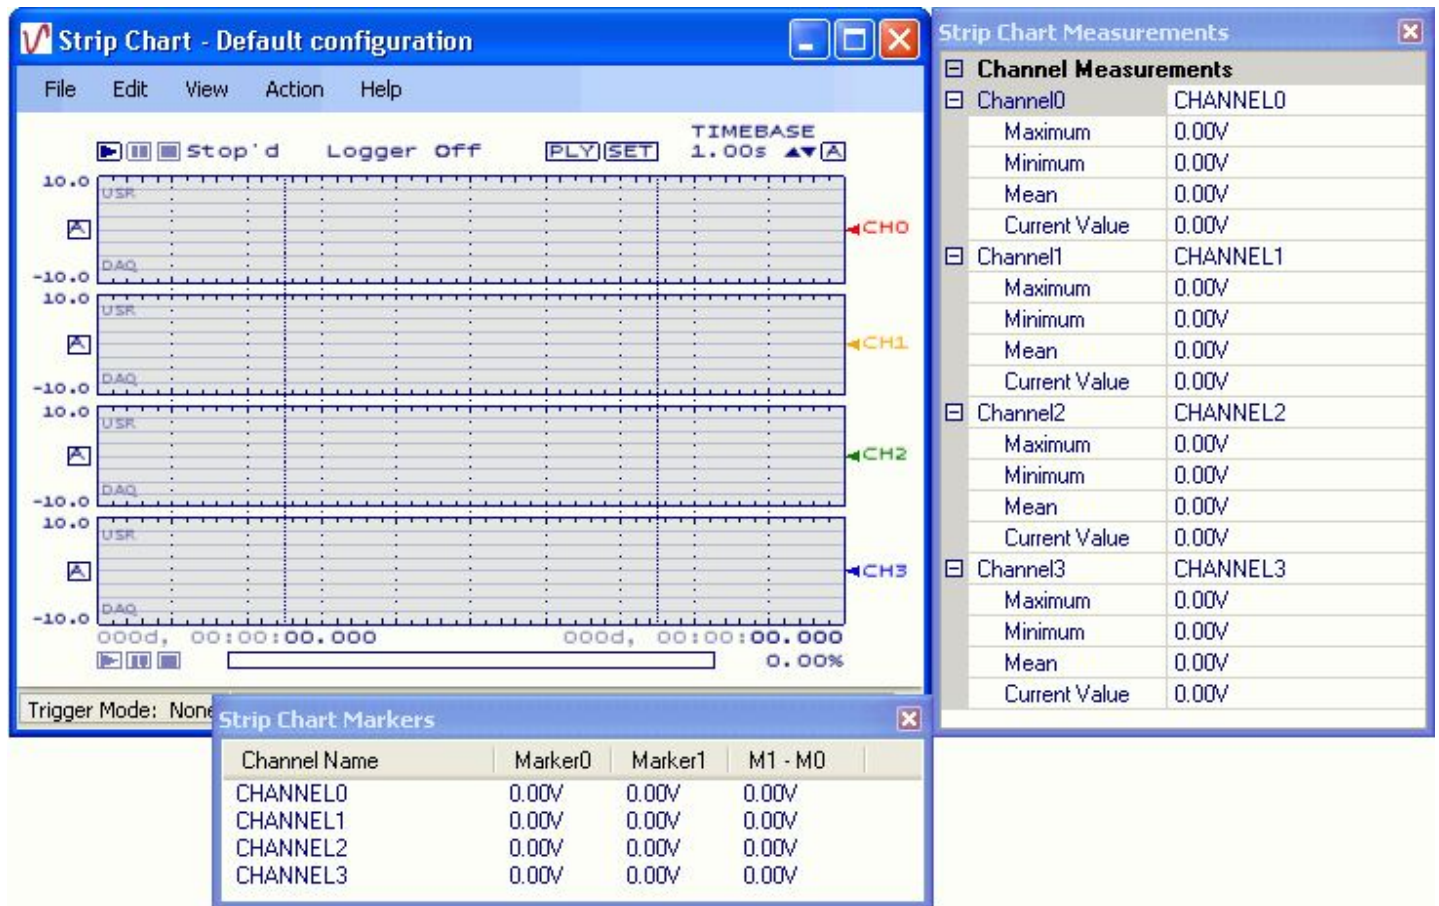 Strip Chart - Default configuration
File Edit View Action Help
TIMEBASE
Stop'd Logger Off PLY SET 1.00s A
10.0
USR
A
CH0
DAQ
-10.0
10.0
USR
A
CH1
DAQ
-10.0
10.0
USR
A
CH2
DAQ
-10.0
10.0
USR
A
CH3
DAQ
-10.0
000d, 00:00:00.000 000d, 00:00:00.000
0.00%
Trigger Mode: None
Strip Chart Measurements
Channel Measurements
Channel0 CHANNEL0
Maximum 0.00V
Minimum 0.00V
Mean 0.00V
Current Value 0.00V
Channel1 CHANNEL1
Maximum 0.00V
Minimum 0.00V
Mean 0.00V
Current Value 0.00V
Channel2 CHANNEL2
Maximum 0.00V
Minimum 0.00V
Mean 0.00V
Current Value 0.00V
Channel3 CHANNEL3
Maximum 0.00V
Minimum 0.00V
Mean 0.00V
Current Value 0.00V
Strip Chart Markers
Channel Name Marker0 Marker1 M1 - M0
CHANNEL0 0.00V 0.00V 0.00V
CHANNEL1 0.00V 0.00V 0.00V
CHANNEL2 0.00V 0.00V 0.00V
CHANNEL3 0.00V 0.00V 0.00V